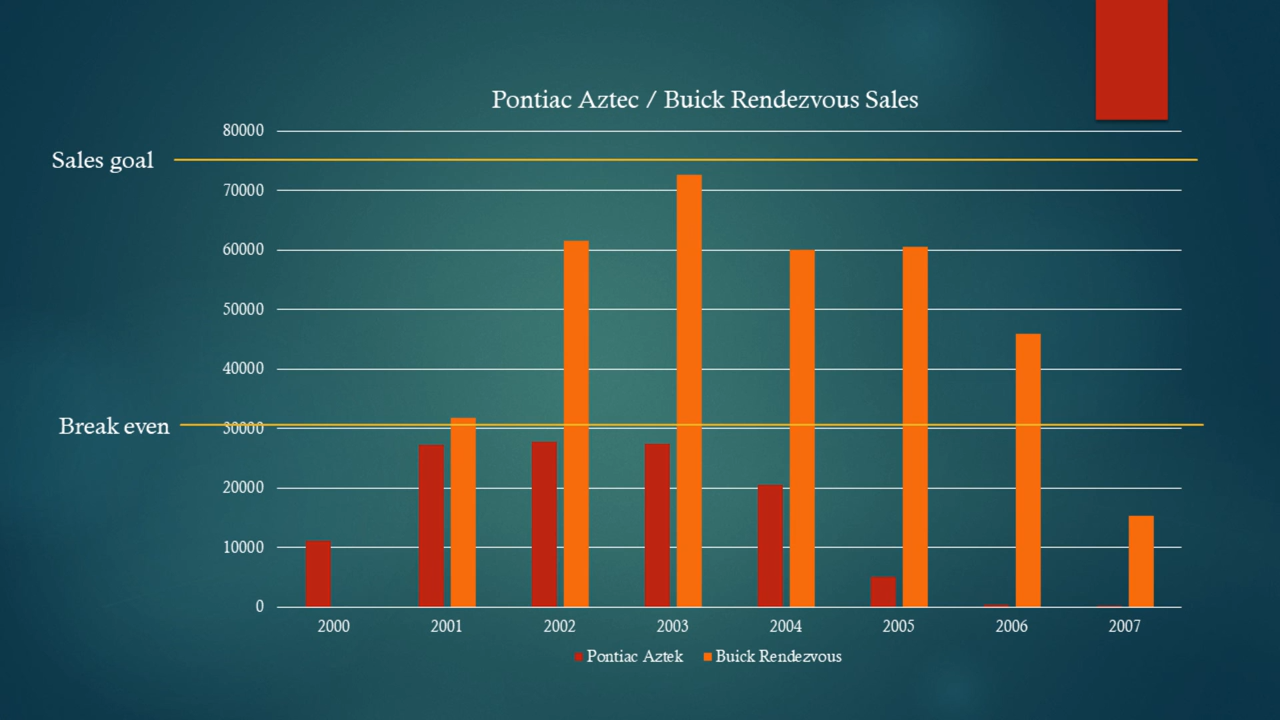 Pontiac Aztec / Buick Rendezvous Sales
80000
Sales goal
70000
60000
50000
40000
Break even
30000
20000
10000
0
2000 2001 2002 2003 2004 2005 2006 2007
Pontiac Aztek Buick Rendezvous